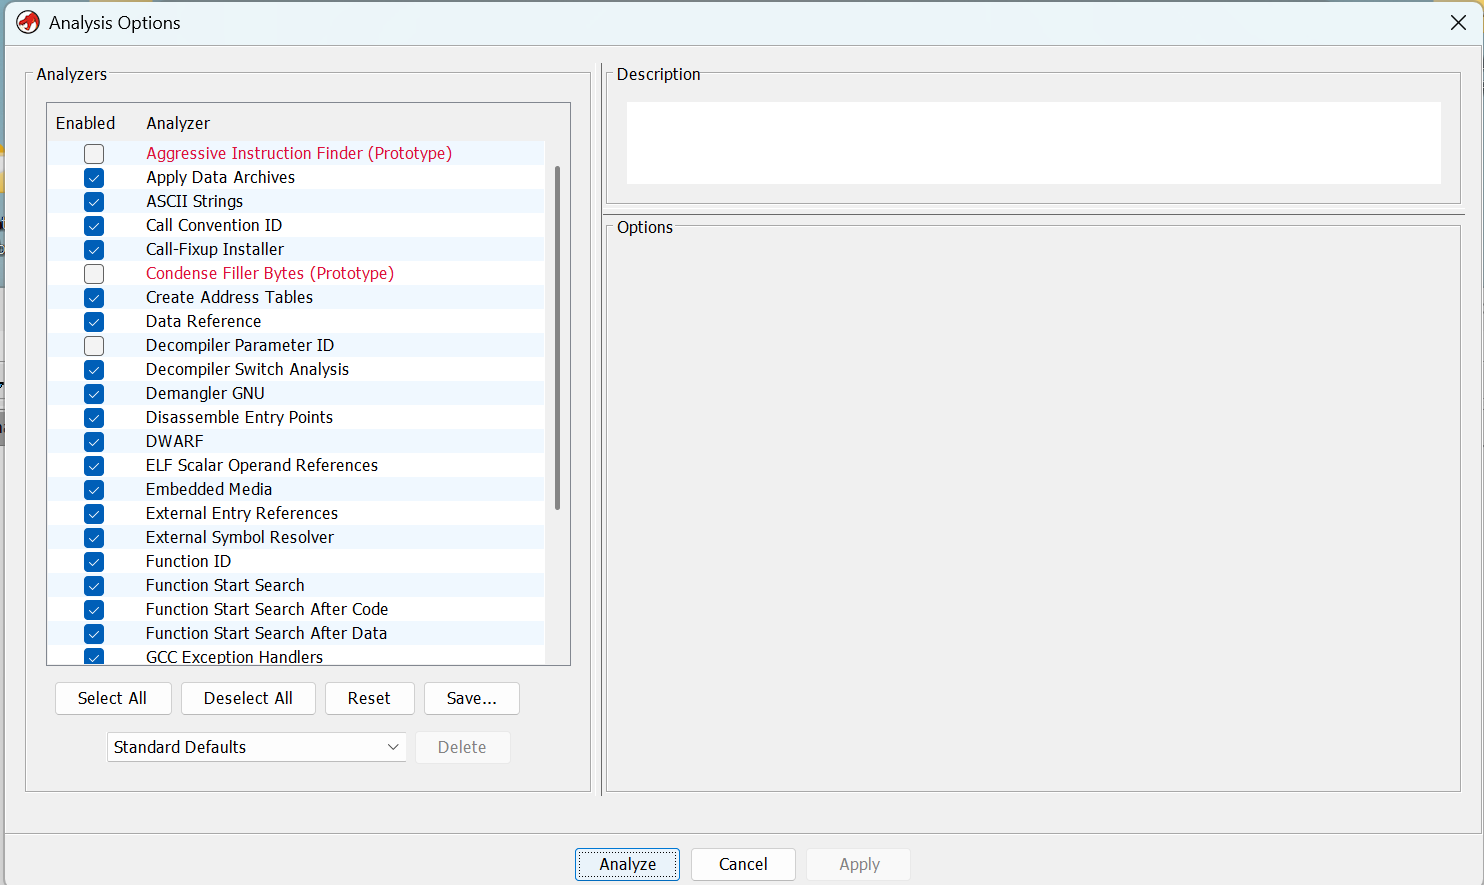 Analysis Options
Analyzers
Enabled Analyzer
Aggressive Instruction Finder (Prototype)
Apply Data Archives
ASCII Strings
Call Convention ID
Call-Fixup Installer
Condense Filler Bytes (Prototype)
Create Address Tables
Data Reference
Decompiler Parameter ID
Decompiler Switch Analysis
Demangler GNU
Disassemble Entry Points
DWARF
ELF Scalar Operand References
Embedded Media
External Entry References
External Symbol Resolver
Function ID
Function Start Search
Function Start Search After Code
Function Start Search After Data
GCC Exception Handlers
Select All Deselect All Reset Save...
Standard Defaults Delete
Description
Options
Analyze Cancel Apply